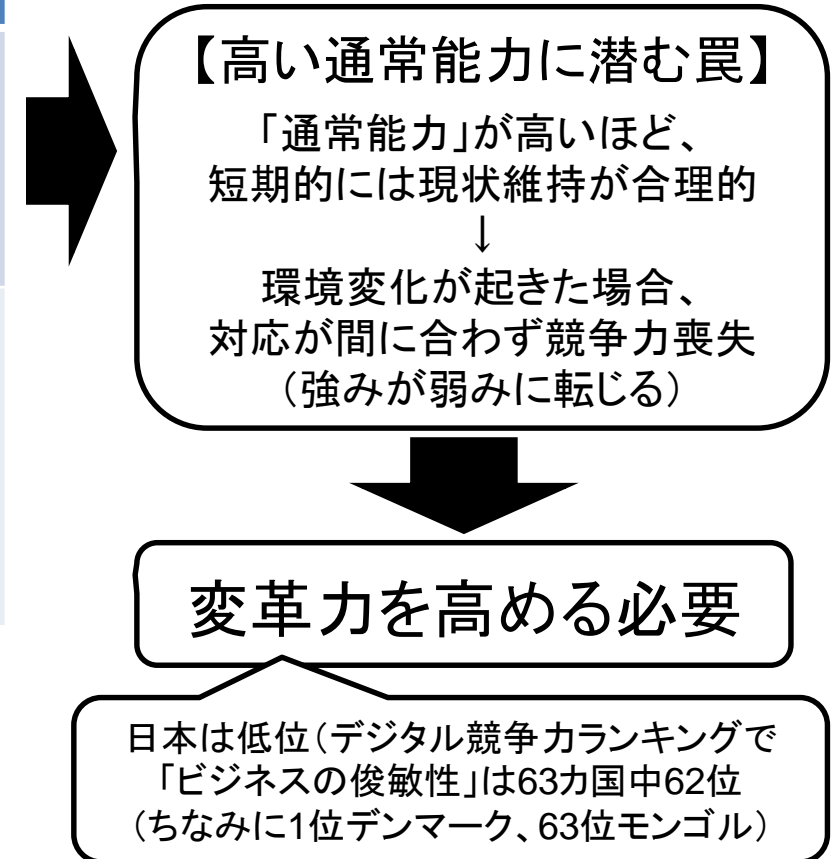 【高い通常能力に潜む罠】
「通常能力」が高いほど、
短期的には現状維持が合理的
↓
環境変化が起きた場合、
対応が間に合わず競争力喪失
（強みが弱みに転じる）
変革力を高める必要
日本は低位（デジタル競争力ランキングで
「ビジネスの俊敏性」は63カ国中62位
（ちなみに1位デンマーク、63位モンゴル）